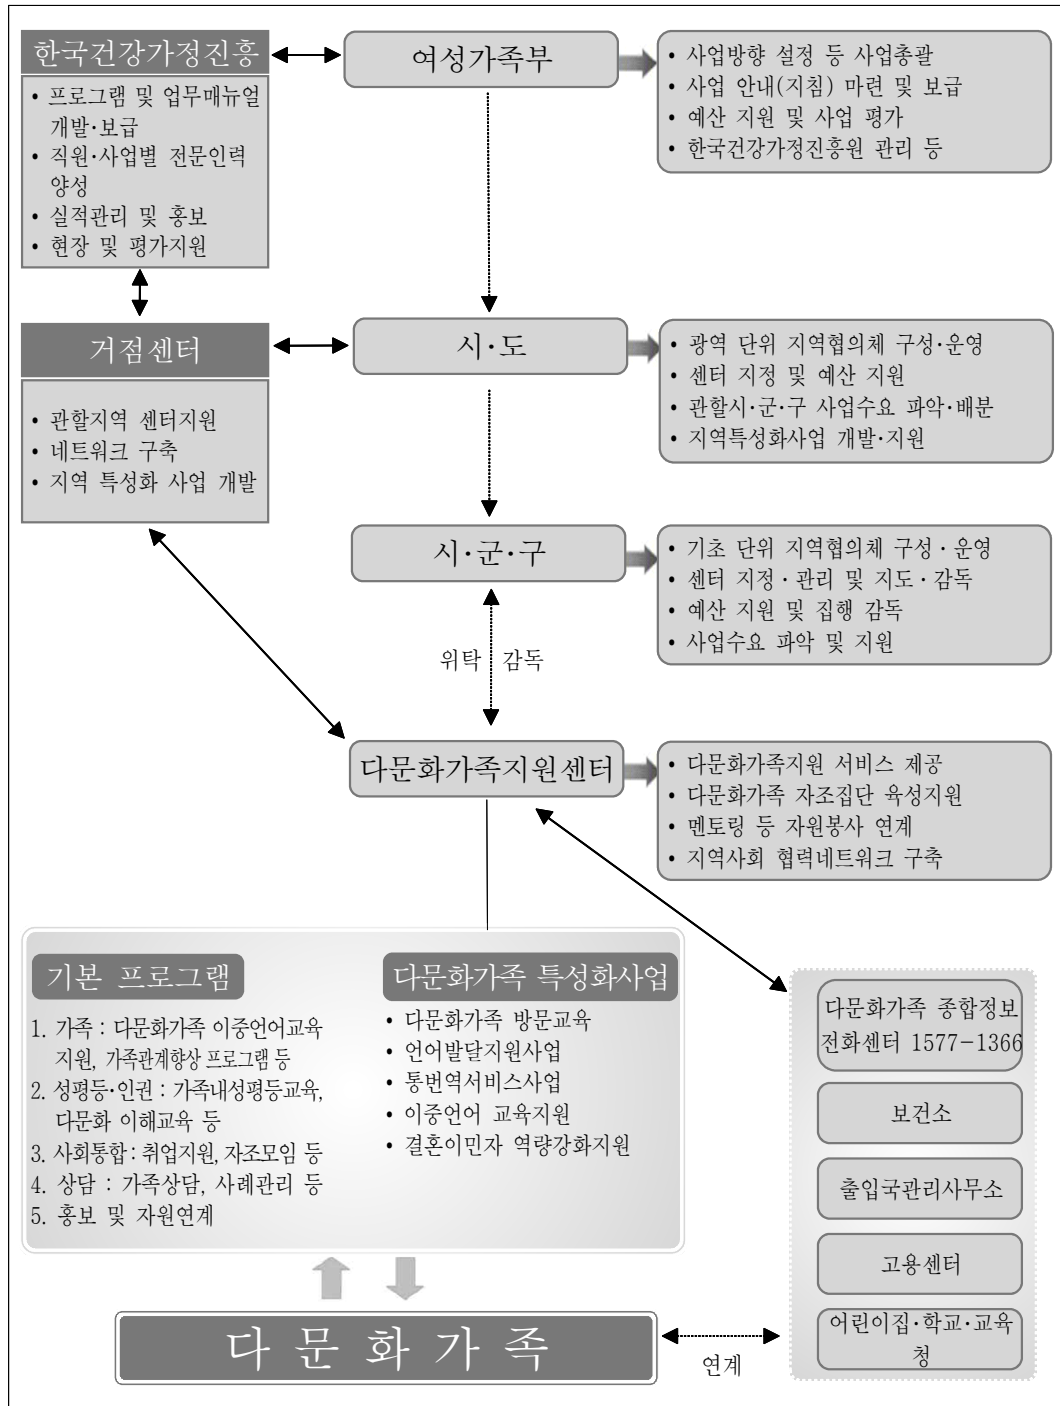 한국건강가정진흥
• 프로그램 및 업무매뉴얼
개발·보급
• 직원·사업별 전문인력
양성
• 실적관리 및 홍보
• 현장 및 평가지원
여성가족부
• 사업방향 설정 등 사업총괄
• 사업 안내(지침) 마련 및 보급
• 예산 지원 및 사업 평가
• 한국건강가정진흥원 관리 등
거점센터
• 관할지역 센터지원
• 네트워크 구축
• 지역 특성화 사업 개발
시·도
• 광역 단위 지역협의체 구성·운영
• 센터 지정 및 예산 지원
• 관할시·군·구 사업수요 파악·배분
• 지역특성화사업 개발·지원
시·군·구
• 기초 단위 지역협의체 구성·운영
• 센터 지정·관리 및 지도·감독
• 예산 지원 및 집행 감독
• 사업수요 파악 및 지원
위탁 감독
다문화가족지원센터
• 다문화가족지원 서비스 제공
• 다문화가족 자조집단 육성지원
• 멘토링 등 자원봉사 연계
• 지역사회 협력네트워크 구축
기본 프로그램
1. 가족 : 다문화가족 이중언어교육
지원, 가족관계향상 프로그램 등
2. 성평등·인권 : 가족내성평등교육,
다문화 이해교육 등
3. 사회통합 : 취업지원, 자조모임 등
4. 상담 : 가족상담, 사례관리 등
5. 홍보 및 자원연계
다문화가족 특성화사업
• 다문화가족 방문교육
• 언어발달지원사업
• 통번역서비스사업
• 이중언어 교육지원
• 결혼이민자 역량강화지원
다문화가족 종합정보
전화센터 1577-1366
보건소
출입국관리사무소
고용센터
어린이집·학교·교육
청
다문화가족
연계